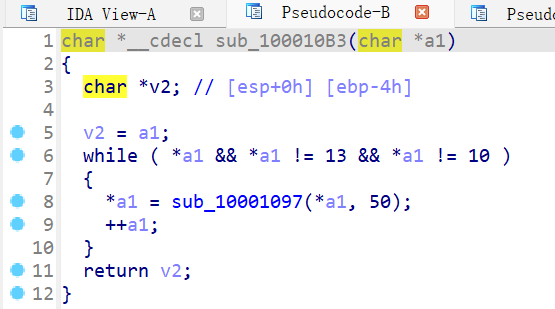 IDA View-A Pseudocode-B Pseudo
1 char *__cdecl sub_100010B3(char *a1)
2 {
3 char *v2; // [esp+0h] [ebp-4h]
4
5 v2 = a1;
6 while ( *a1 && *a1 != 13 && *a1 != 10 )
7 {
8 *a1 = sub_10001097(*a1, 50);
9 ++a1;
10 }
11 return v2;
12 }